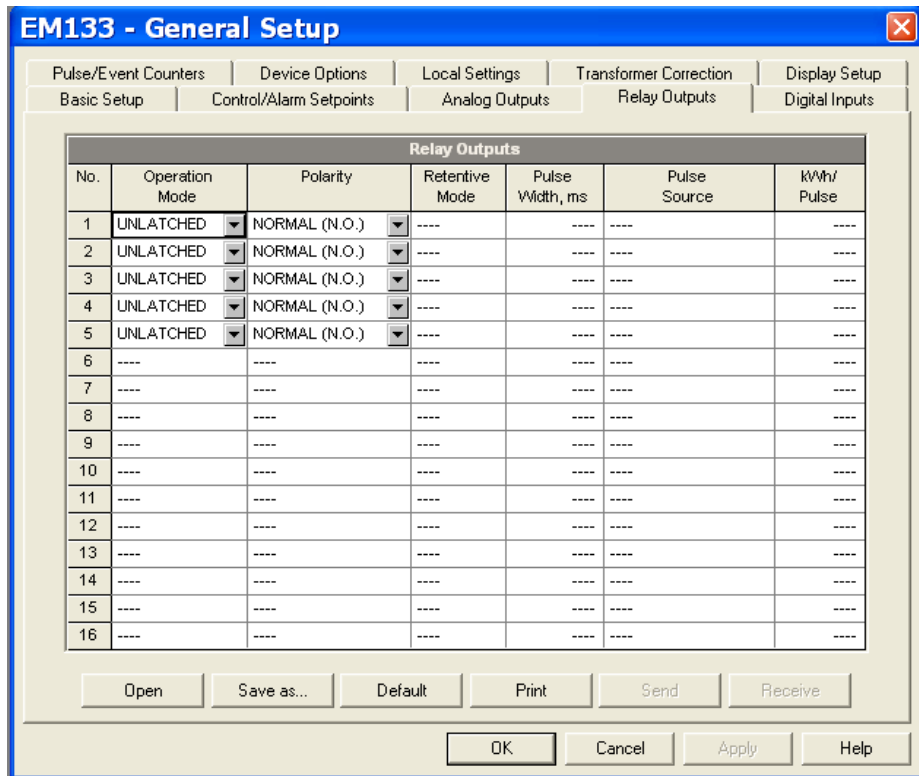 EM133 - General Setup
Pulse/Event Counters Device Options Local Settings Transformer Correction Display Setup
Basic Setup Control/Alarm Setpoints Analog Outputs Relay Outputs Digital Inputs
Relay Outputs
No. Operation Mode Polarity Retentive Mode Pulse Width, ms Pulse Source kWh/ Pulse
1 UNLATCHED NORMAL (N.O.) ---- ---- ---- ----
2 UNLATCHED NORMAL (N.O.) ---- ---- ---- ----
3 UNLATCHED NORMAL (N.O.) ---- ---- ---- ----
4 UNLATCHED NORMAL (N.O.) ---- ---- ---- ----
5 UNLATCHED NORMAL (N.O.) ---- ---- ---- ----
6 ---- ---- ---- ---- ---- ----
7 ---- ---- ---- ---- ---- ----
8 ---- ---- ---- ---- ---- ----
9 ---- ---- ---- ---- ---- ----
10 ---- ---- ---- ---- ---- ----
11 ---- ---- ---- ---- ---- ----
12 ---- ---- ---- ---- ---- ----
13 ---- ---- ---- ---- ---- ----
14 ---- ---- ---- ---- ---- ----
15 ---- ---- ---- ---- ---- ----
16 ---- ---- ---- ---- ---- ----
Open Save as... Default Print Send Receive
OK Cancel Apply Help